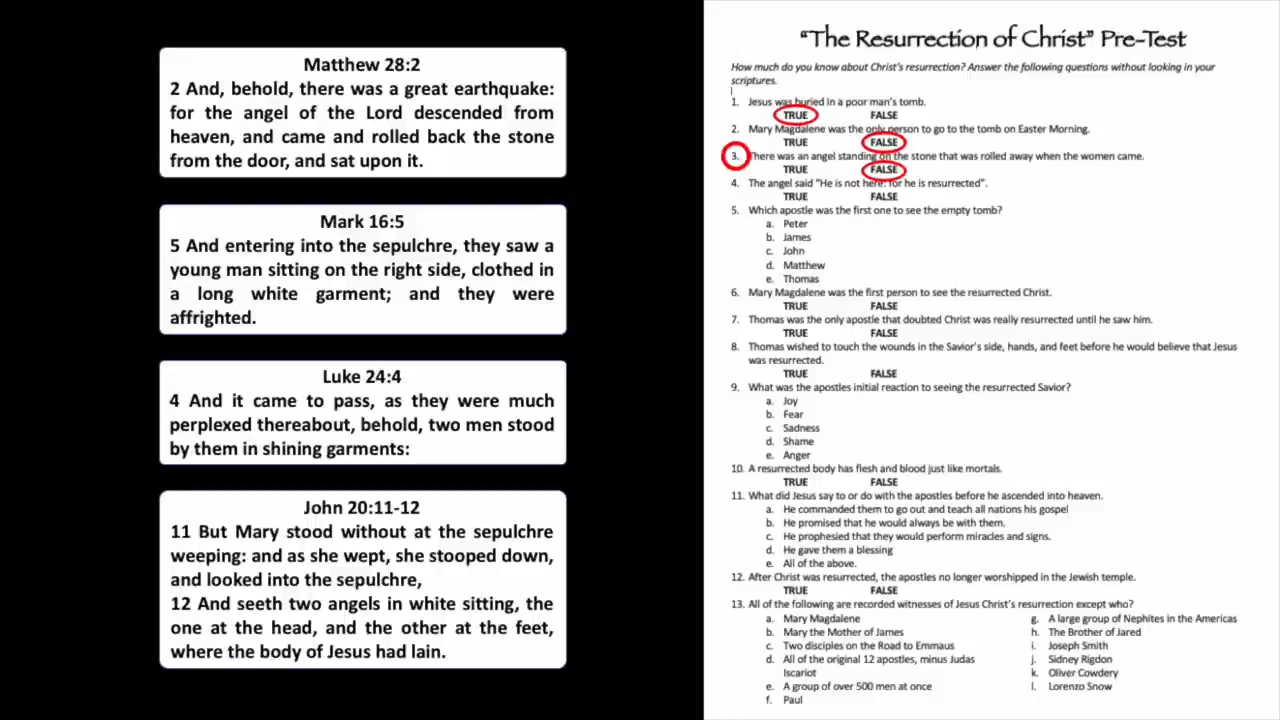 Matthew 28:2
2 And, behold, there was a great earthquake:
for the angel of the Lord descended from
heaven, and came and rolled back the stone
from the door, and sat upon it.
Mark 16:5
5 And entering into the sepulchre, they saw a
young man sitting on the right side, clothed in
a long white garment; and they were
affrighted.
Luke 24:4
4 And it came to pass, as they were much
perplexed thereabout, behold, two men stood
by them in shining garments:
John 20:11-12
11 But Mary stood without at the sepulchre
weeping: and as she wept, she stooped down,
and looked into the sepulchre,
12 And seeth two angels in white sitting, the
one at the head, and the other at the feet,
where the body of Jesus had lain.
“The Resurrection of Christ” Pre-Test
How much do you know about Christ’s resurrection? Answer the following questions without looking in your
scriptures.
1. Jesus was buried in a poor man’s tomb.
TRUE FALSE
2. Mary Magdalene was the only person to go to the tomb on Easter Morning.
TRUE FALSE
3. There was an angel standing on the stone that was rolled away when the women came.
TRUE FALSE
4. The angel said “He is not here: for he is resurrected”.
TRUE FALSE
5. Which apostle was the first one to see the empty tomb?
a. Peter
b. James
c. John
d. Matthew
e. Thomas
6. Mary Magdalene was the first person to see the resurrected Christ.
TRUE FALSE
7. Thomas was the only apostle that doubted Christ was really resurrected until he saw him.
TRUE FALSE
8. Thomas wished to touch the wounds in the Savior’s side, hands, and feet before he would believe that Jesus
was resurrected.
TRUE FALSE
9. What was the apostles initial reaction to seeing the resurrected Savior?
a. Joy
b. Fear
c. Sadness
d. Shame
e. Anger
10. A resurrected body has flesh and blood just like mortals.
TRUE FALSE
11. What did Jesus say to or do with the apostles before he ascended into heaven.
a. He commanded them to go out and teach all nations his gospel
b. He promised that he would always be with them.
c. He prophesied that they would perform miracles and signs.
d. He gave them a blessing
e. All of the above.
12. After Christ was resurrected, the apostles no longer worshipped in the Jewish temple.
TRUE FALSE
13. All of the following are recorded witnesses of Jesus Christ’s resurrection except who?
a. Mary Magdalene
b. Mary the Mother of James
c. Two disciples on the Road to Emmaus
d. All of the original 12 apostles, minus Judas
Iscariot
e. A group of over 500 men at once
f. Paul
g. A large group of Nephites in the Americas
h. The Brother of Jared
i. Joseph Smith
j. Sidney Rigdon
k. Oliver Cowdery
l. Lorenzo Snow